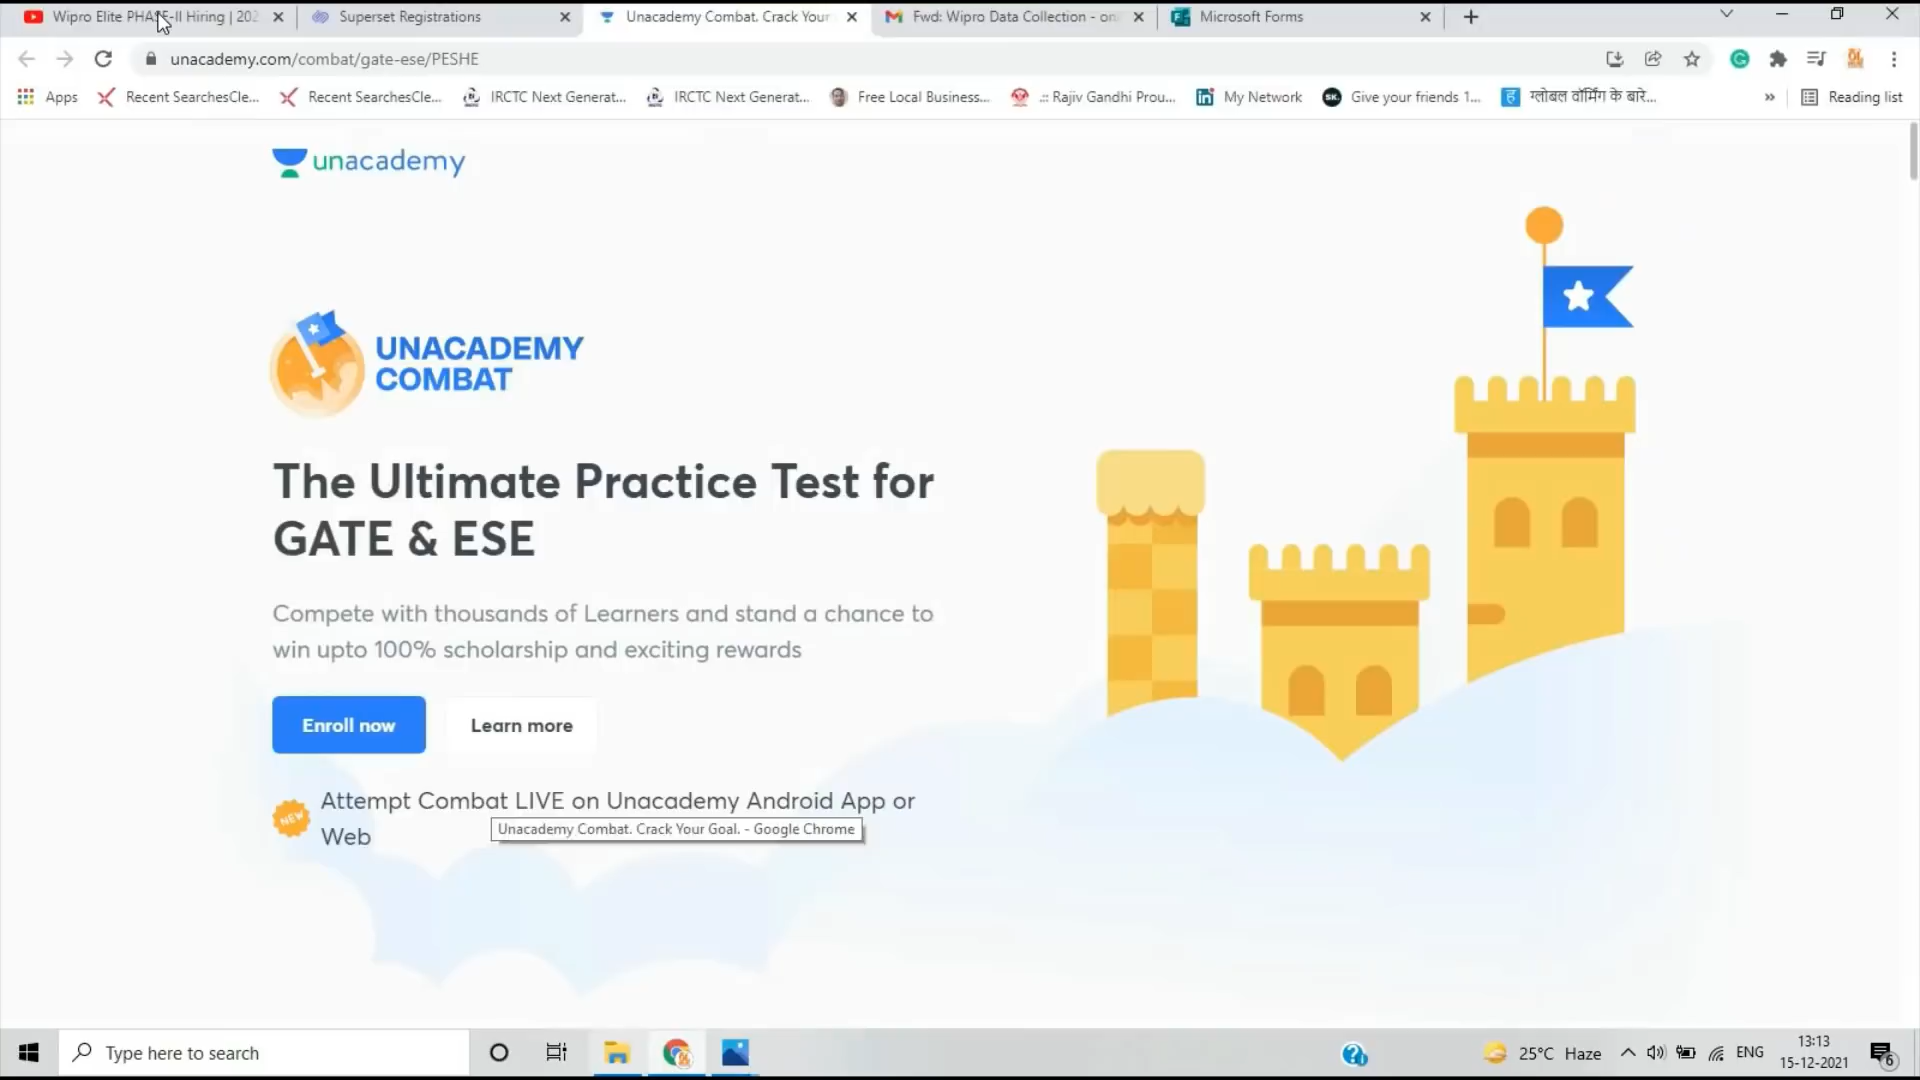 Wipro Elite PHASE-II Hiring | 202
Superset Registrations
Unacademy Combat. Crack Your
Fwd: Wipro Data Collection - on
Microsoft Forms
unacademy.com/combat/gate-ese/PESHE
Apps
Recent SearchesCle...
Recent SearchesCle...
IRCTC Next Generat...
IRCTC Next Generat...
Free Local Business...
.:: Rajiv Gandhi Prou...
My Network
Give your friends 1...
ग्लोबल वॉर्मिंग के बारे...
»
Reading list
unacademy
UNACADEMY
COMBAT
The Ultimate Practice Test for
GATE & ESE
Compete with thousands of Learners and stand a chance to
win upto 100% scholarship and exciting rewards
Enroll now
Learn more
NEW
Attempt Combat LIVE on Unacademy Android App or
Web
Unacademy Combat. Crack Your Goal. - Google Chrome
Type here to search
25°C Haze
ENG
13:13
15-12-2021
6